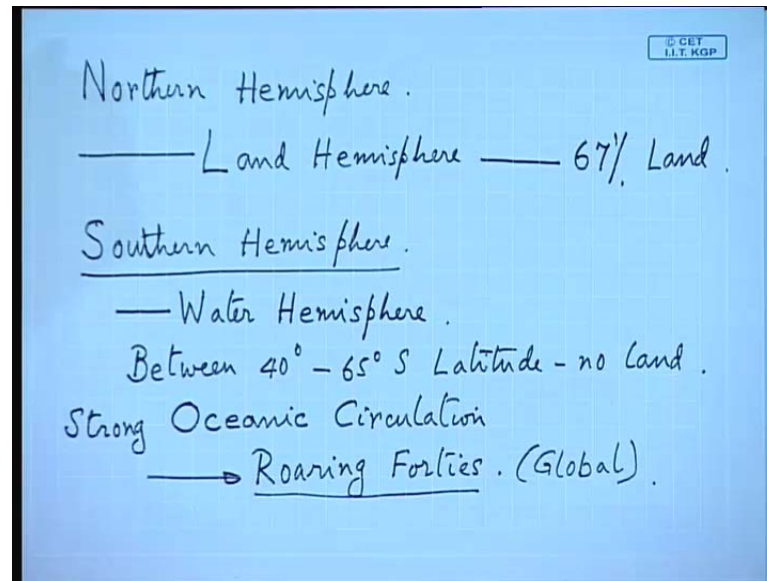 © CET
I.I.T. KGP
Northern Hemisphere.
Land Hemisphere — 67% Land.
Southern Hemisphere.
— Water Hemisphere.
Between 40° – 65° S Latitude – no land.
Strong Oceanic Circulation
→ Roaring Forties. (Global).